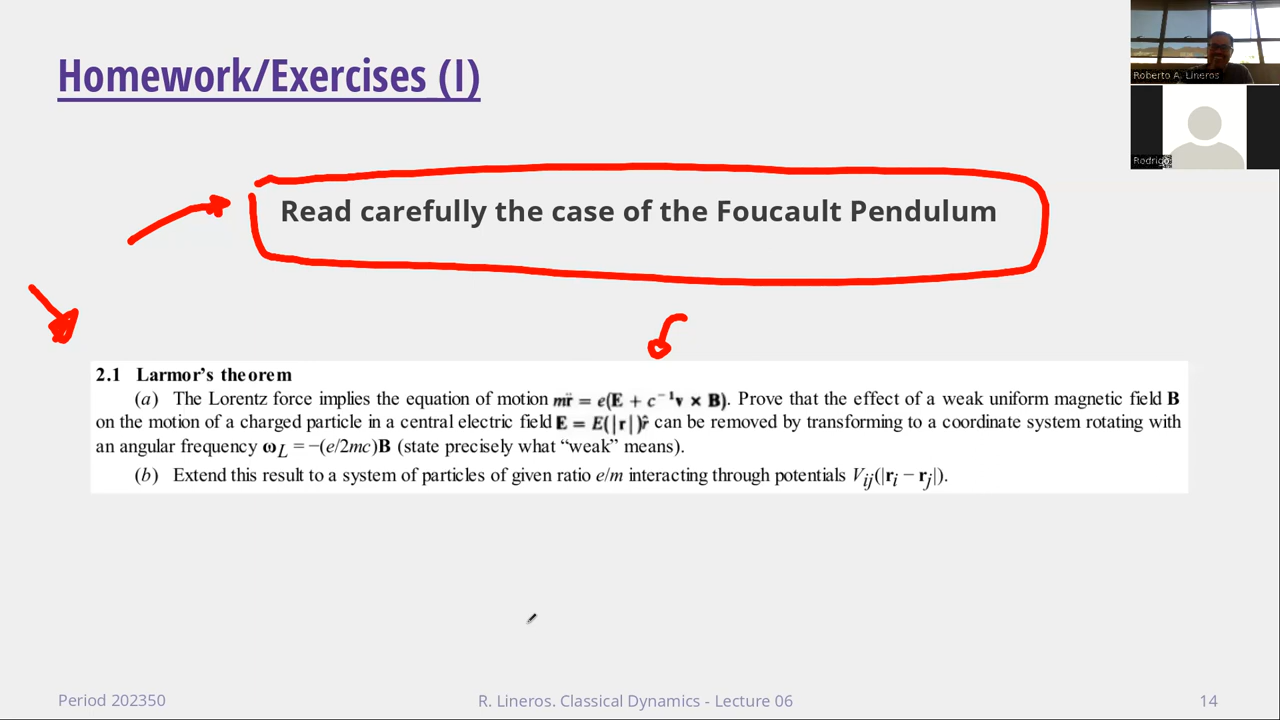 Homework/Exercises (I)
Roberto A. Lineros
Rodrigo
Read carefully the case of the Foucault Pendulum
2.1 Larmor's theorem
(a) The Lorentz force implies the equation of motion mr̈ = e(E + c⁻¹v × B). Prove that the effect of a weak uniform magnetic field B
on the motion of a charged particle in a central electric field E = E(|r|)r̂ can be removed by transforming to a coordinate system rotating with
an angular frequency ω_L = −(e/2mc)B (state precisely what “weak” means).
(b) Extend this result to a system of particles of given ratio e/m interacting through potentials V_ij(|r_i − r_j|).
Period 202350
R. Lineros. Classical Dynamics - Lecture 06
14